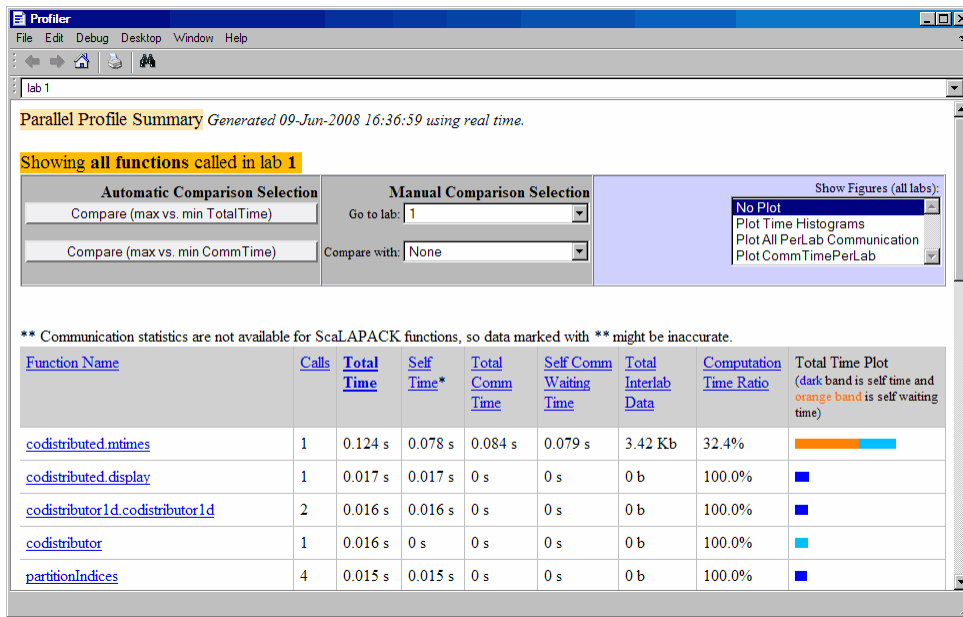 Profiler
File Edit Debug Desktop Window Help
lab 1
Parallel Profile Summary Generated 09-Jun-2008 16:36:59 using real time.
Showing all functions called in lab 1
Automatic Comparison Selection
Compare (max vs. min TotalTime)
Compare (max vs. min CommTime)
Manual Comparison Selection
Go to lab: 1
Compare with: None
Show Figures (all labs):
No Plot
Plot Time Histograms
Plot All PerLab Communication
Plot CommTimePerLab
** Communication statistics are not available for ScaLAPACK functions, so data marked with ** might be inaccurate.
Function Name Calls Total Time Self Time* Total Comm Time Self Comm Waiting Time Total Interlab Data Computation Time Ratio Total Time Plot (dark band is self time and orange band is self waiting time)
codistributed.mtimes 1 0.124 s 0.078 s 0.084 s 0.079 s 3.42 Kb 32.4%
codistributed.display 1 0.017 s 0.017 s 0 s 0 s 0 b 100.0%
codistributor1d.codistributor1d 2 0.016 s 0.016 s 0 s 0 s 0 b 100.0%
codistributor 1 0.016 s 0 s 0 s 0 s 0 b 100.0%
partitionIndices 4 0.015 s 0.015 s 0 s 0 s 0 b 100.0%